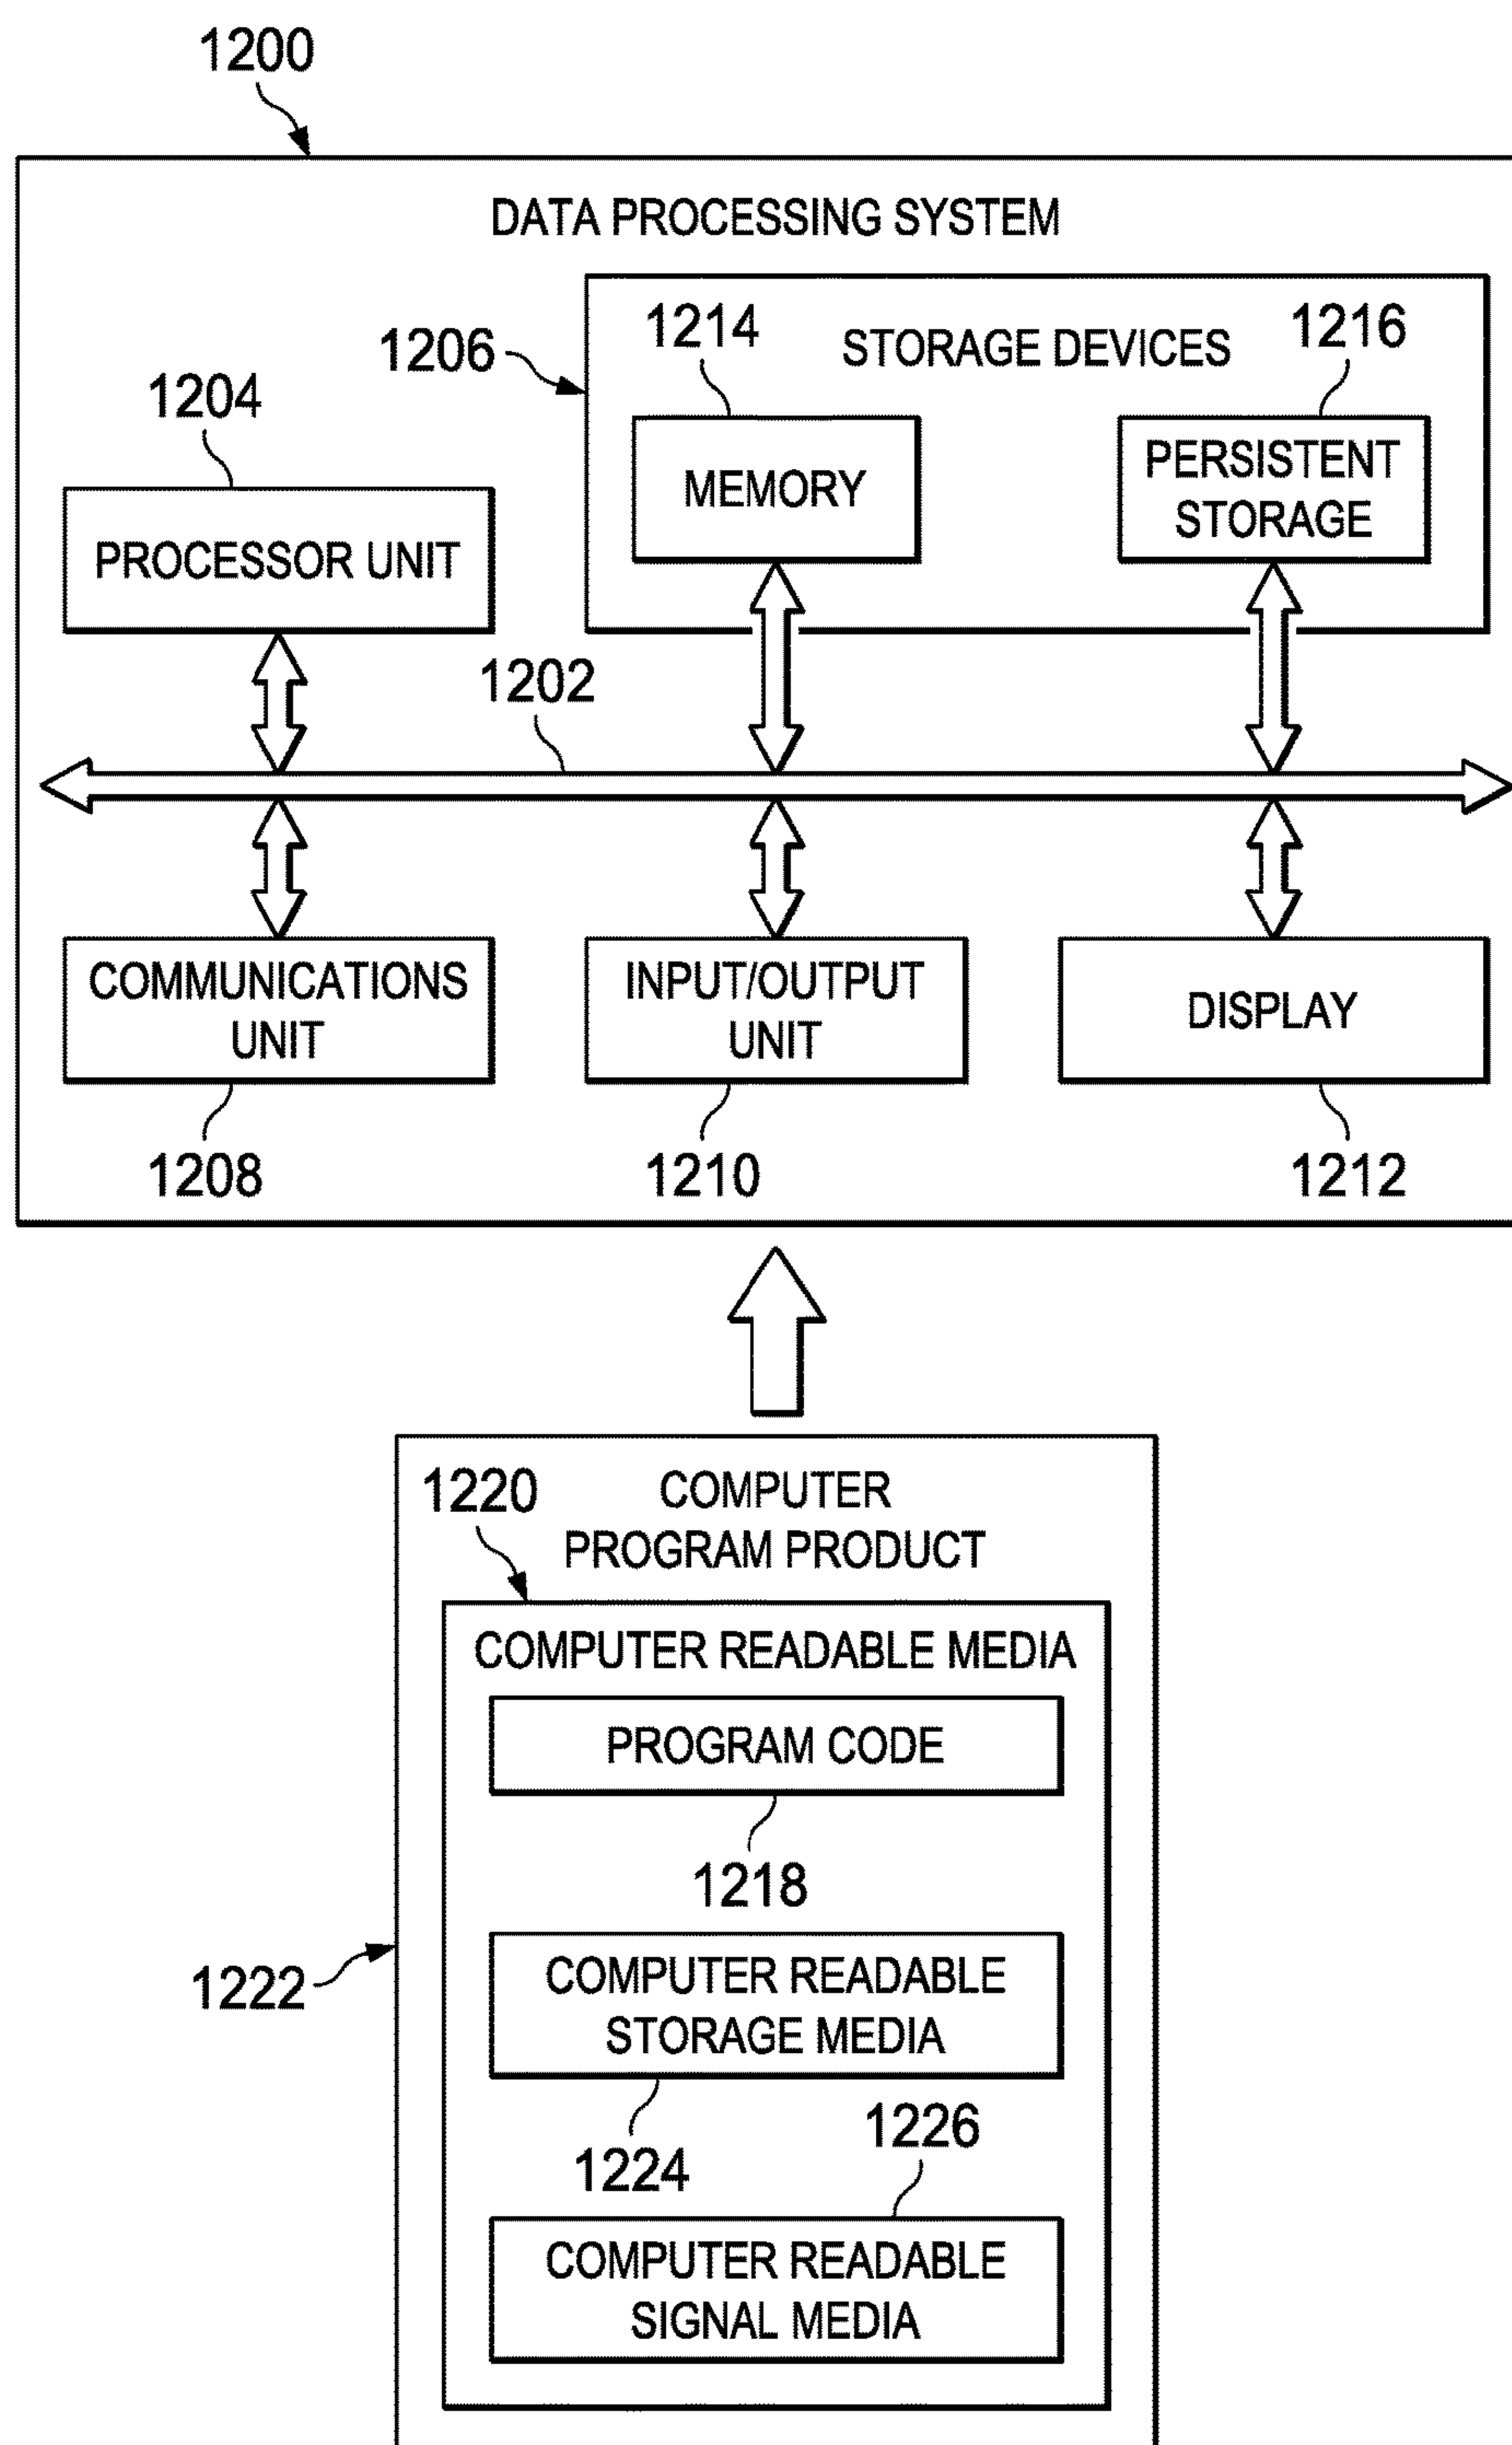 1200
DATA PROCESSING SYSTEM
1206
1214
STORAGE DEVICES
1216
1204
MEMORY
PERSISTENT
STORAGE
PROCESSOR UNIT
1202
COMMUNICATIONS
UNIT
INPUT/OUTPUT
UNIT
DISPLAY
1208
1210
1212
1220
COMPUTER
PROGRAM PRODUCT
COMPUTER READABLE MEDIA
PROGRAM CODE
1218
1222
COMPUTER READABLE
STORAGE MEDIA
1224
1226
COMPUTER READABLE
SIGNAL MEDIA